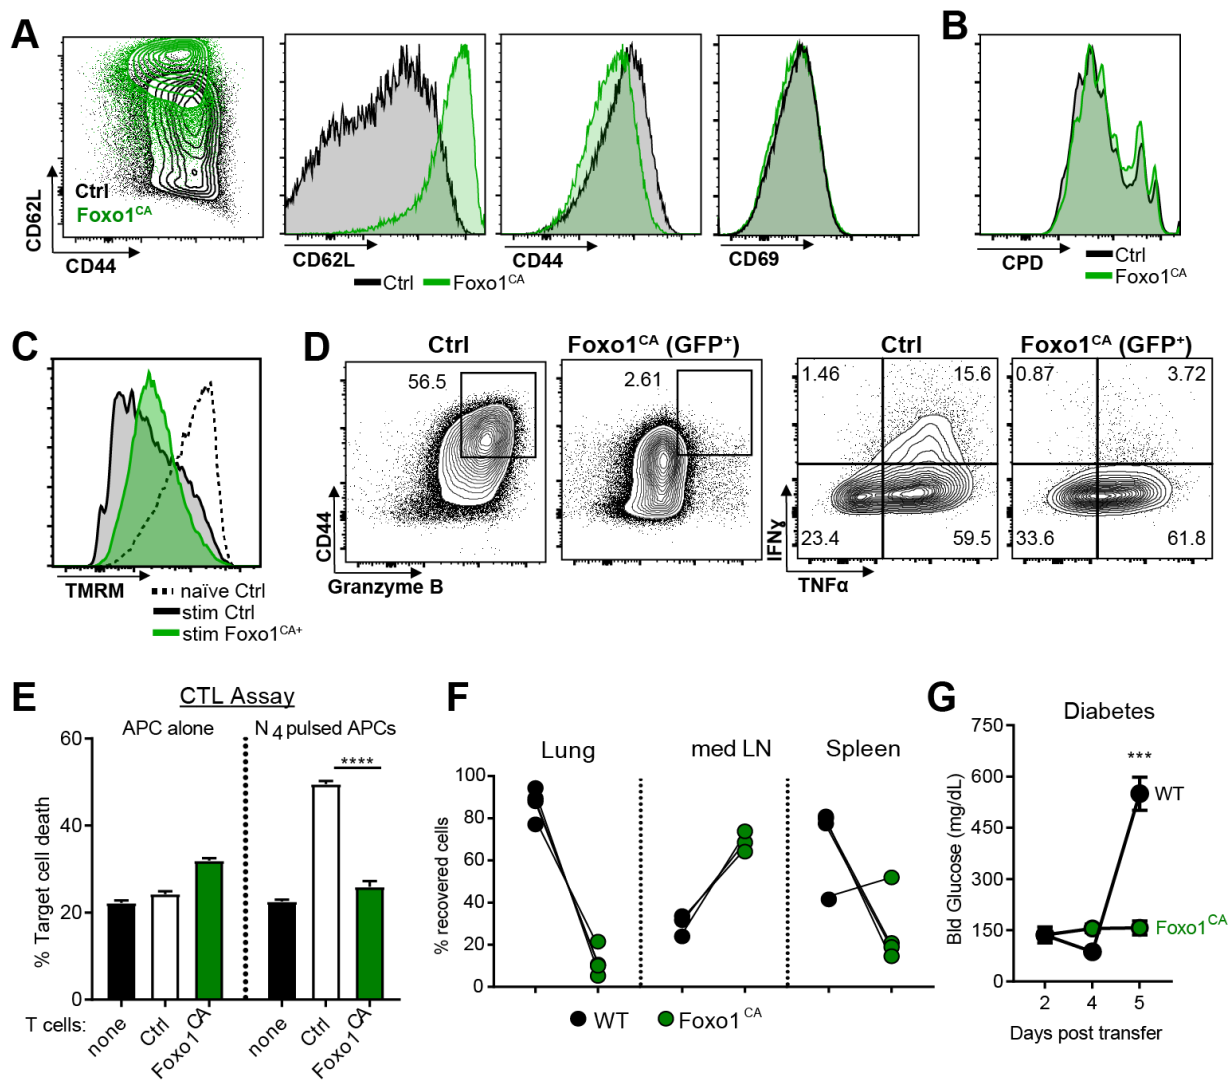 A
CD62L
Ctrl
Foxo1CA
CD44
CD62L
CD44
CD69
Ctrl
Foxo1CA
B
CPD
Ctrl
Foxo1CA
C
TMRM
naïve Ctrl
stim Ctrl
stim Foxo1CA+
D
Ctrl
Foxo1CA (GFP+)
56.5
2.61
CD44
Granzyme B
Ctrl
Foxo1CA (GFP+)
1.46
15.6
0.87
3.72
23.4
59.5
33.6
61.8
IFNγ
TNFα
E
CTL Assay
APC alone
N4 pulsed APCs
% Target cell death
60
40
20
0
****
T cells:
none
Ctrl
Foxo1CA
none
Ctrl
Foxo1CA
F
Lung
med LN
Spleen
% recovered cells
100
80
60
40
20
0
WT
Foxo1CA
G
Diabetes
Bld Glucose (mg/dL)
750
600
450
300
150
0
***
WT
Foxo1CA
2
4
5
Days post transfer